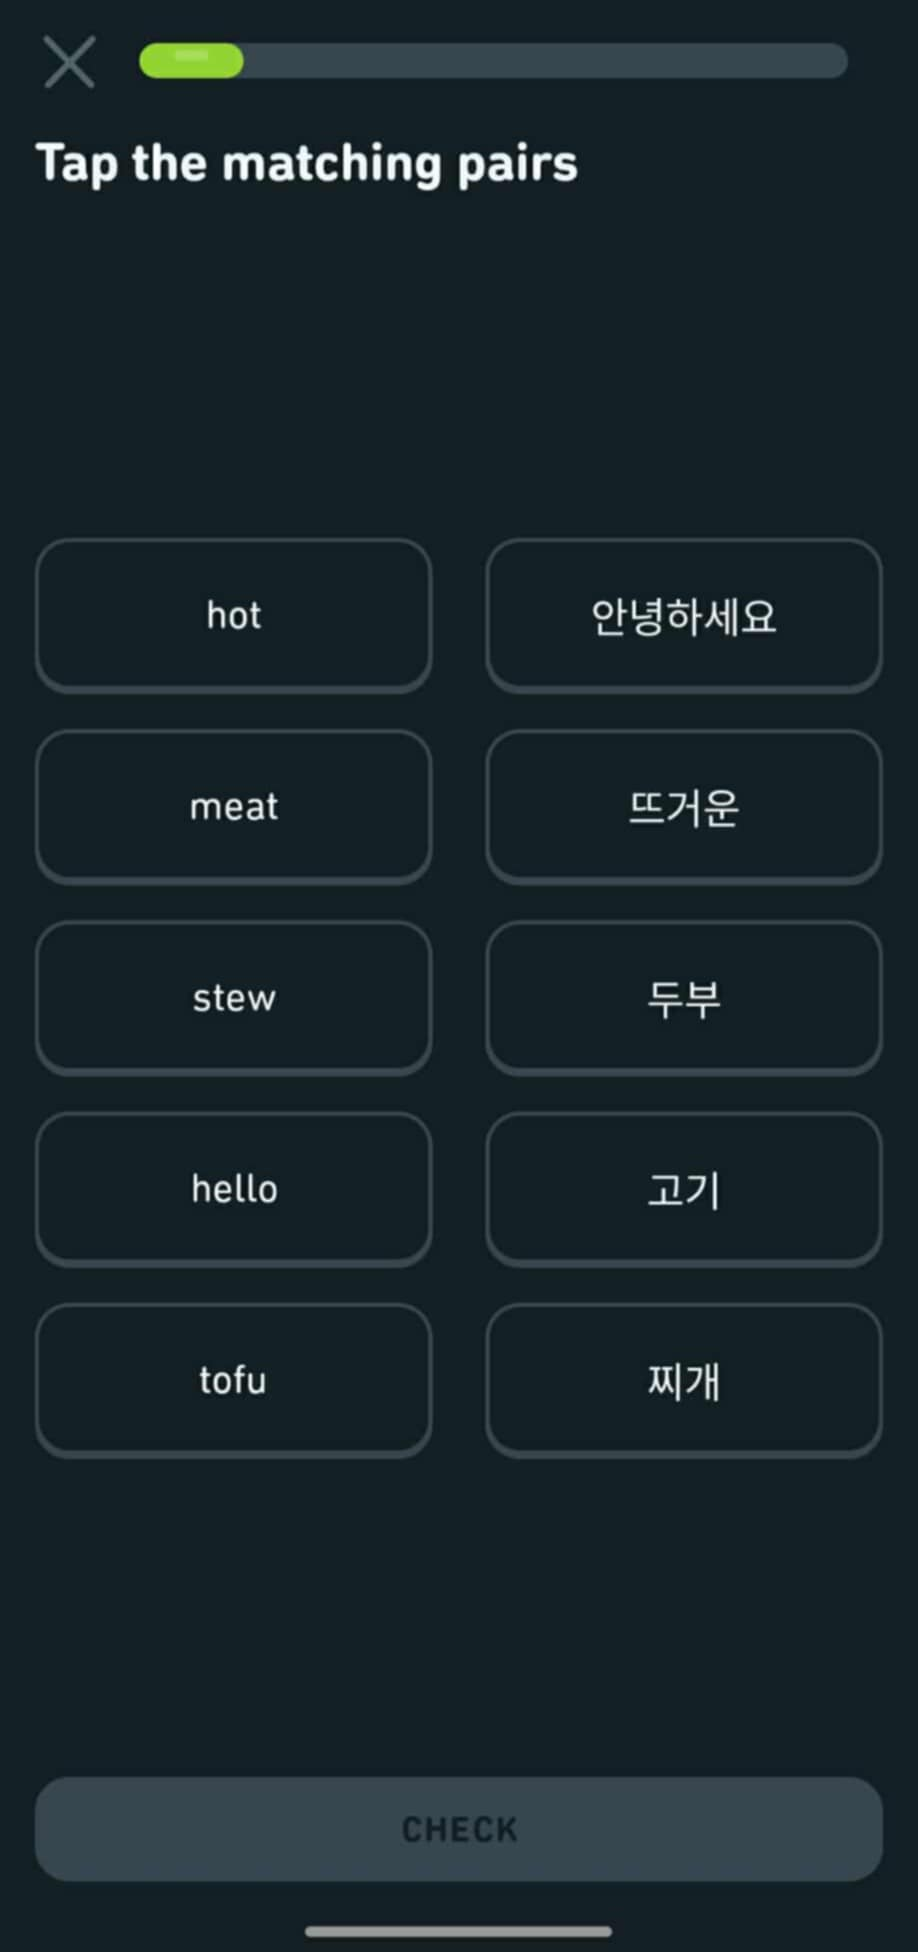 Tap the matching pairs
hot
안녕하세요
meat
뜨거운
stew
두부
hello
고기
tofu
찌개
CHECK